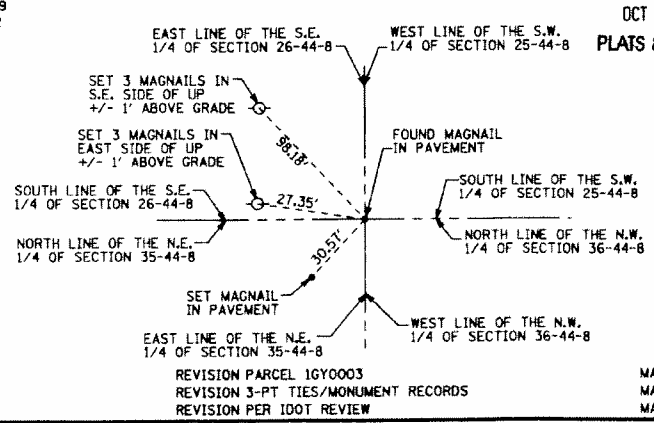 9
OCT
PLATS &
EAST LINE OF THE S.E.
1/4 OF SECTION 26-44-8
WEST LINE OF THE S.W.
1/4 OF SECTION 25-44-8
SET 3 MAGNAILS IN
S.E. SIDE OF UP
+/- 1' ABOVE GRADE
98.18'
SET 3 MAGNAILS IN
EAST SIDE OF UP
+/- 1' ABOVE GRADE
FOUND MAGNAIL
IN PAVEMENT
SOUTH LINE OF THE S.E.
1/4 OF SECTION 26-44-8
27.35'
SOUTH LINE OF THE S.W.
1/4 OF SECTION 25-44-8
NORTH LINE OF THE N.E.
1/4 OF SECTION 35-44-8
NORTH LINE OF THE N.W.
1/4 OF SECTION 36-44-8
30.57'
SET MAGNAIL
IN PAVEMENT
EAST LINE OF THE N.E.
1/4 OF SECTION 35-44-8
WEST LINE OF THE N.W.
1/4 OF SECTION 36-44-8
REVISION PARCEL 1GY0003
REVISION 3-PT TIES/MONUMENT RECORDS
REVISION PER IDOT REVIEW
MA
MA
MA